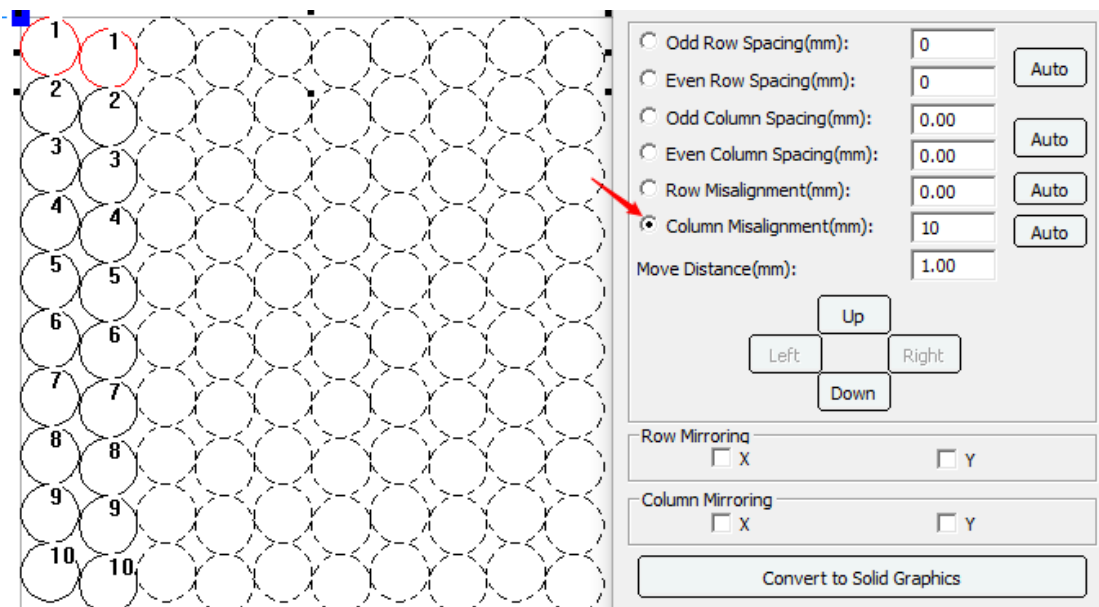 1 1
2 2
3 3
4 4
5 5
6 6
7 7
8 8
9 9
10 10
Odd Row Spacing(mm): 0
Even Row Spacing(mm): 0
Auto
Odd Column Spacing(mm): 0.00
Even Column Spacing(mm): 0.00
Auto
Row Misalignment(mm): 0.00 Auto
Column Misalignment(mm): 10 Auto
Move Distance(mm): 1.00
Up
Left Right
Down
Row Mirroring
X Y
Column Mirroring
X Y
Convert to Solid Graphics